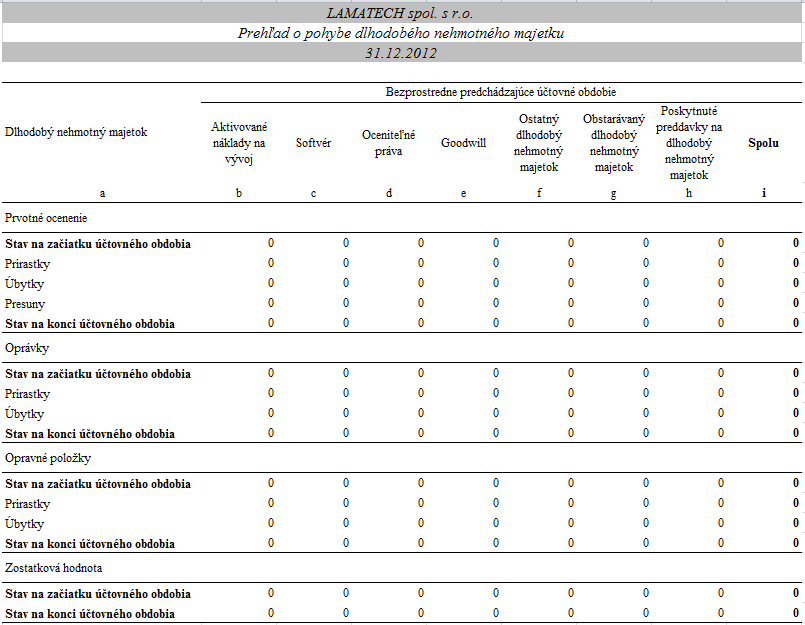 LAMATECH spol. s r.o.
Prehľad o pohybe dlhodobého nehmotného majetku
31.12.2012
Bezprostredne predchádzajúce účtovné obdobie
Dlhodobý nehmotný majetok
Aktivované náklady na vývoj
Softvér
Oceniteľné práva
Goodwill
Ostatný dlhodobý nehmotný majetok
Obstarávaný dlhodobý nehmotný majetok
Poskytnuté preddavky na dlhodobý nehmotný majetok
Spolu
a b c d e f g h i
Prvotné ocenenie
Stav na začiatku účtovného obdobia 0 0 0 0 0 0 0 0
Prírastky 0 0 0 0 0 0 0 0
Úbytky 0 0 0 0 0 0 0 0
Presuny 0 0 0 0 0 0 0 0
Stav na konci účtovného obdobia 0 0 0 0 0 0 0 0
Oprávky
Stav na začiatku účtovného obdobia 0 0 0 0 0 0 0 0
Prírastky 0 0 0 0 0 0 0 0
Úbytky 0 0 0 0 0 0 0 0
Stav na konci účtovného obdobia 0 0 0 0 0 0 0 0
Opravné položky
Stav na začiatku účtovného obdobia 0 0 0 0 0 0 0 0
Prírastky 0 0 0 0 0 0 0 0
Úbytky 0 0 0 0 0 0 0 0
Stav na konci účtovného obdobia 0 0 0 0 0 0 0 0
Zostatková hodnota
Stav na začiatku účtovného obdobia 0 0 0 0 0 0 0 0
Stav na konci účtovného obdobia 0 0 0 0 0 0 0 0